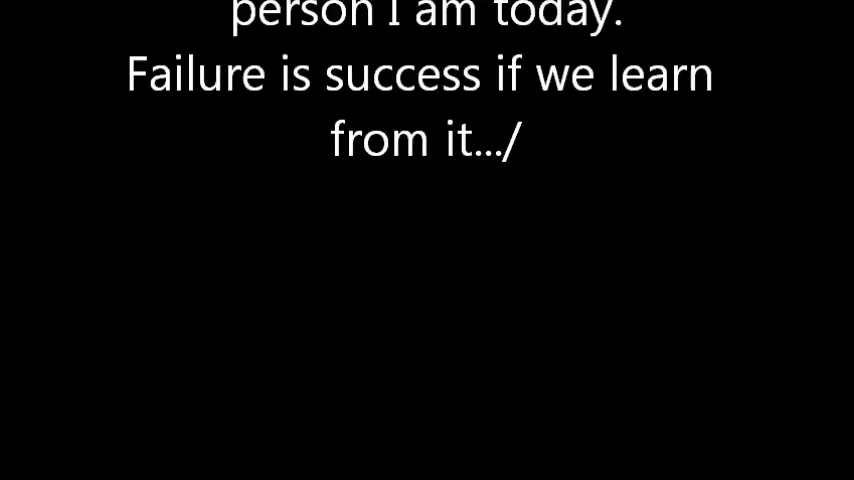 person I am today.
Failure is success if we learn
from it.../